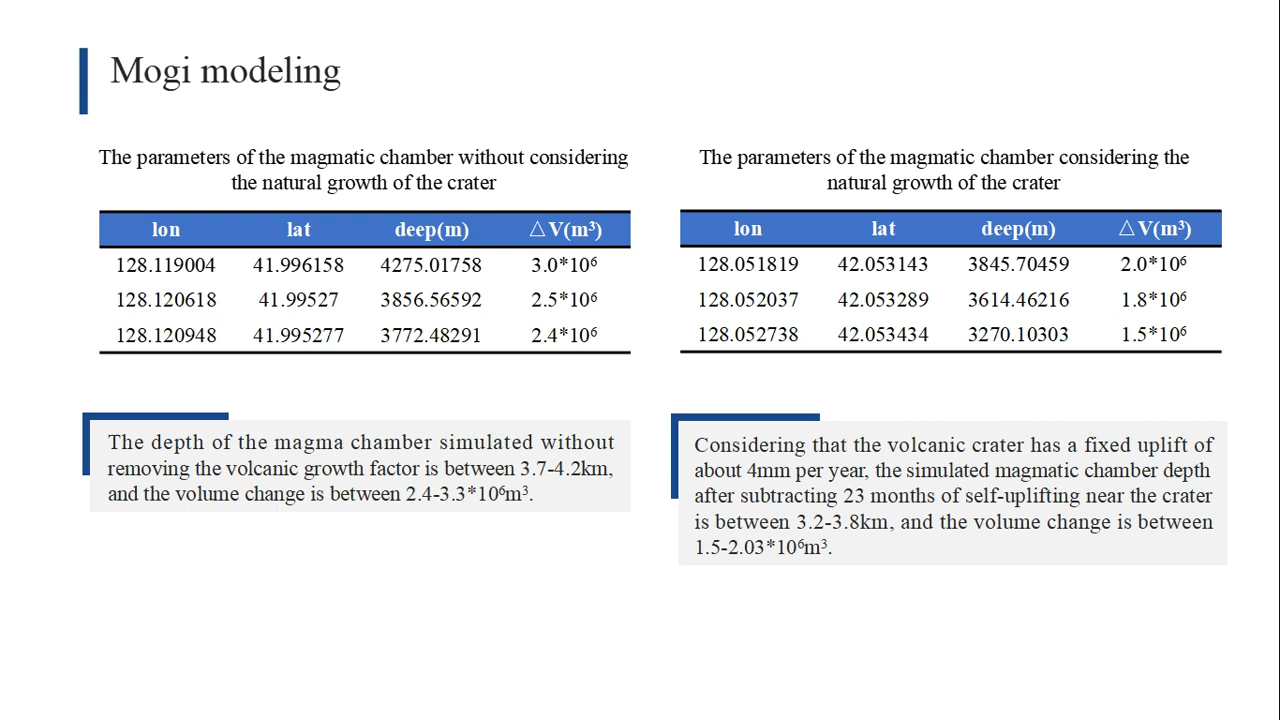 Mogi modeling
The parameters of the magmatic chamber without considering
the natural growth of the crater
lon lat deep(m) △V(m³)
128.119004 41.996158 4275.01758 3.0*10⁶
128.120618 41.99527 3856.56592 2.5*10⁶
128.120948 41.995277 3772.48291 2.4*10⁶
The depth of the magma chamber simulated without
removing the volcanic growth factor is between 3.7-4.2km,
and the volume change is between 2.4-3.3*10⁶m³.
The parameters of the magmatic chamber considering the
natural growth of the crater
lon lat deep(m) △V(m³)
128.051819 42.053143 3845.70459 2.0*10⁶
128.052037 42.053289 3614.46216 1.8*10⁶
128.052738 42.053434 3270.10303 1.5*10⁶
Considering that the volcanic crater has a fixed uplift of
about 4mm per year, the simulated magmatic chamber depth
after subtracting 23 months of self-uplifting near the crater
is between 3.2-3.8km, and the volume change is between
1.5-2.03*10⁶m³.